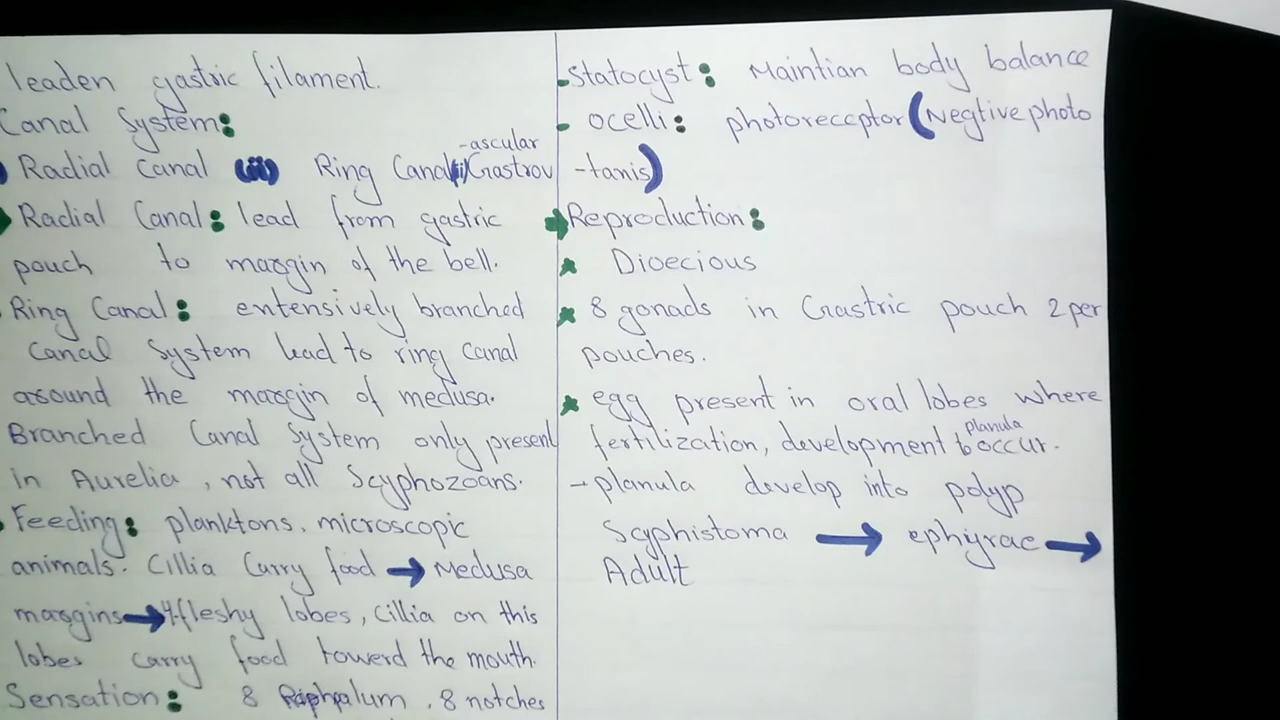 leaden gastric filament.
Canal System:
Radial Canal (ii) Ring Canal(i)Gastrov
-ascular
Radial Canal: lead from gastric
pouch to margin of the bell.
Ring Canal: entensively branched
Canal System lead to ring Canal
around the margin of medusa.
Branched Canal System only present
in Aurelia, not all Scyphozoans.
Feeding: planktons. microscopic
animals. Cillia Carry food → Medusa
margins → 4 fleshy lobes, Cillia on this
lobes carry food towerd the mouth.
Sensation: 8 , 8 notches
-Statocyst: Maintian body balance
- ocelli: photoreceptor (Negtive photo
-tanis)
Reproduction:
Dioecious
8 gonads in Gastric pouch 2 per
pouches.
egg present in oral lobes where
planula
fertilization, development occur.
- planula develop into polyp
Scyphistoma → ephyrae →
Adult